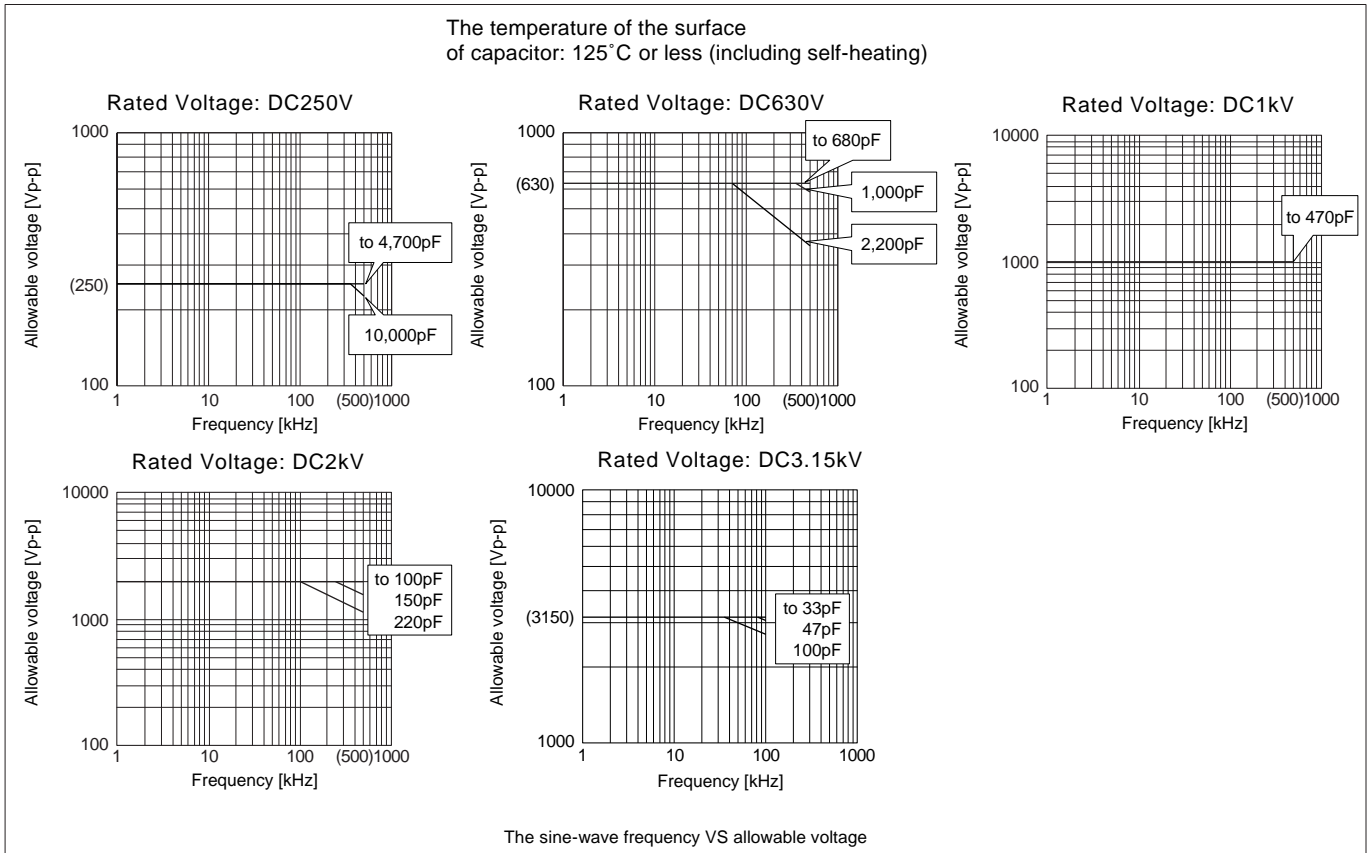 The temperature of the surface
of capacitor: 125˚C or less (including self-heating)
Rated Voltage: DC250V
Allowable voltage [Vp-p]
1000
(250)
100
to 4,700pF
10,000pF
1 10 100 (500)1000
Frequency [kHz]
Rated Voltage: DC630V
Allowable voltage [Vp-p]
1000
(630)
100
to 680pF
1,000pF
2,200pF
1 10 100 (500)1000
Frequency [kHz]
Rated Voltage: DC1kV
Allowable voltage [Vp-p]
10000
1000
100
to 470pF
1 10 100 (500)1000
Frequency [kHz]
Rated Voltage: DC2kV
Allowable voltage [Vp-p]
10000
1000
100
to 100pF
150pF
220pF
1 10 100 (500)1000
Frequency [kHz]
Rated Voltage: DC3.15kV
Allowable voltage [Vp-p]
10000
(3150)
1000
to 33pF
47pF
100pF
1 10 100 1000
Frequency [kHz]
The sine-wave frequency VS allowable voltage